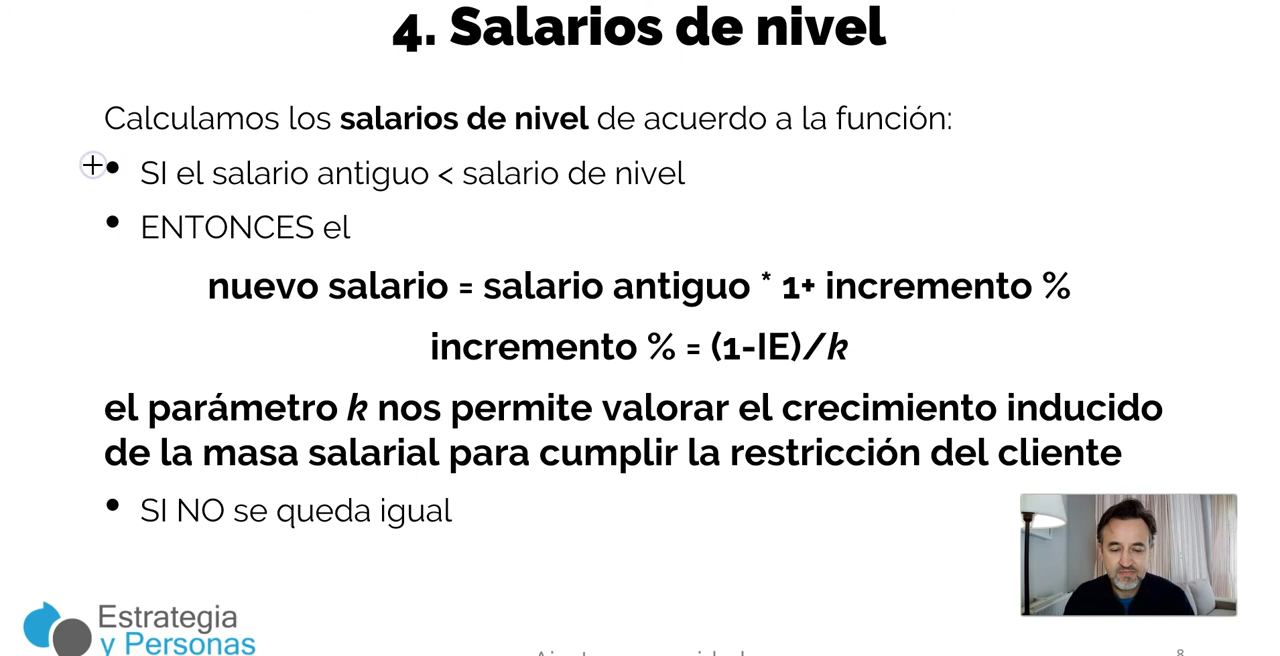 4. Salarios de nivel
Calculamos los salarios de nivel de acuerdo a la función:
• SI el salario antiguo < salario de nivel
• ENTONCES el
nuevo salario = salario antiguo * 1+ incremento %
incremento % = (1-IE)/k
el parámetro k nos permite valorar el crecimiento inducido
de la masa salarial para cumplir la restricción del cliente
• SI NO se queda igual
Estrategia
y Personas
8